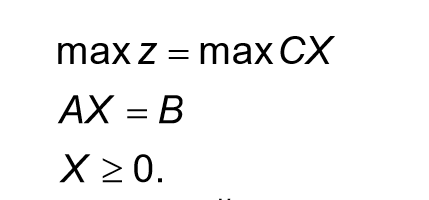 max z = max CX
AX = B
X ≥ 0.